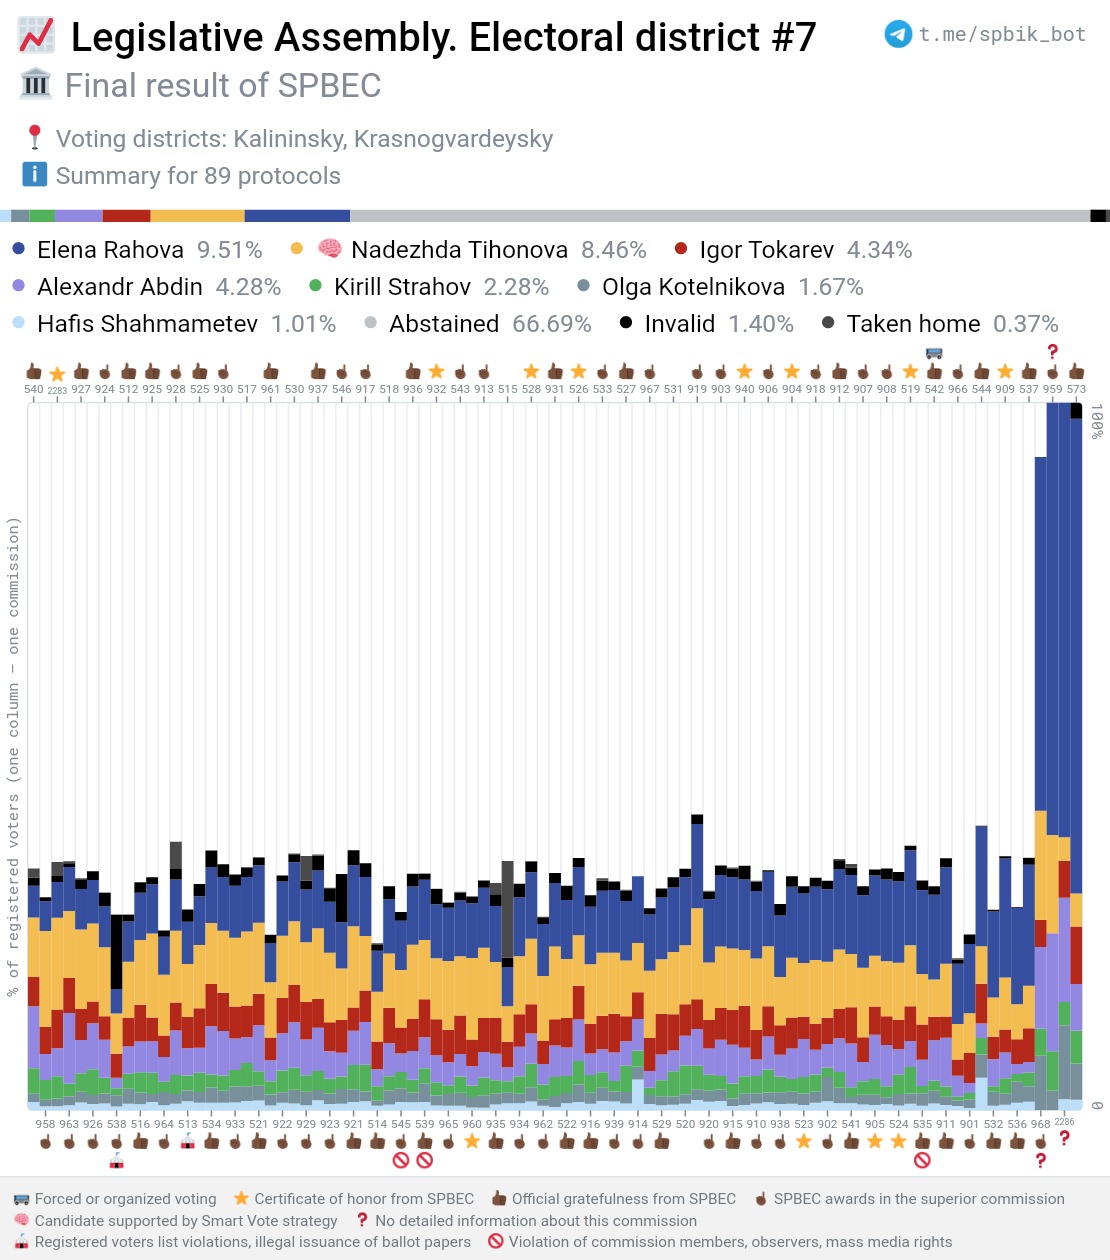 Legislative Assembly. Electoral district #7
t.me/spbik_bot
Final result of SPBEC
Voting districts: Kalininsky, Krasnogvardeysky
Summary for 89 protocols
Elena Rahova 9.51% Nadezhda Tihonova 8.46% Igor Tokarev 4.34%
Alexandr Abdin 4.28% Kirill Strahov 2.28% Olga Kotelnikova 1.67%
Hafis Shahmametev 1.01% Abstained 66.69% Invalid 1.40% Taken home 0.37%
540 2283 927 924 512 925 928 525 930 517 961 530 937 546 917 518 936 932 543 913 515 528 931 526 533 527 967 531 919 903 940 906 904 918 912 907 908 519 542 966 544 909 537 959 573
100%
% of registered voters (one column – one commission)
0
958 963 926 538 516 964 513 534 933 521 922 929 923 921 514 545 539 965 960 935 934 962 522 916 939 914 529 520 920 915 910 938 523 902 541 905 524 535 911 901 532 536 968 2286
Forced or organized voting Certificate of honor from SPBEC Official gratefulness from SPBEC SPBEC awards in the superior commission
Candidate supported by Smart Vote strategy No detailed information about this commission
Registered voters list violations, illegal issuance of ballot papers Violation of commission members, observers, mass media rights